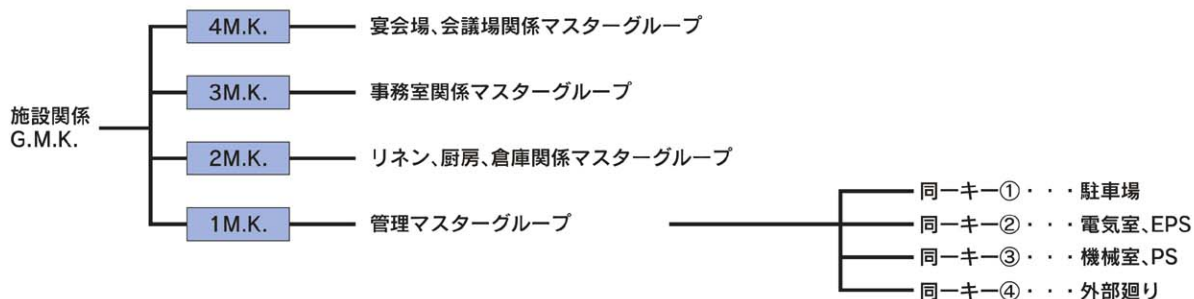 施設関係
G.M.K.
4M.K.
宴会場、会議場関係マスターグループ
3M.K.
事務室関係マスターグループ
2M.K.
リネン、厨房、倉庫関係マスターグループ
1M.K.
管理マスターグループ
同一キー①・・・駐車場
同一キー②・・・電気室、EPS
同一キー③・・・機械室、PS
同一キー④・・・外部廻り